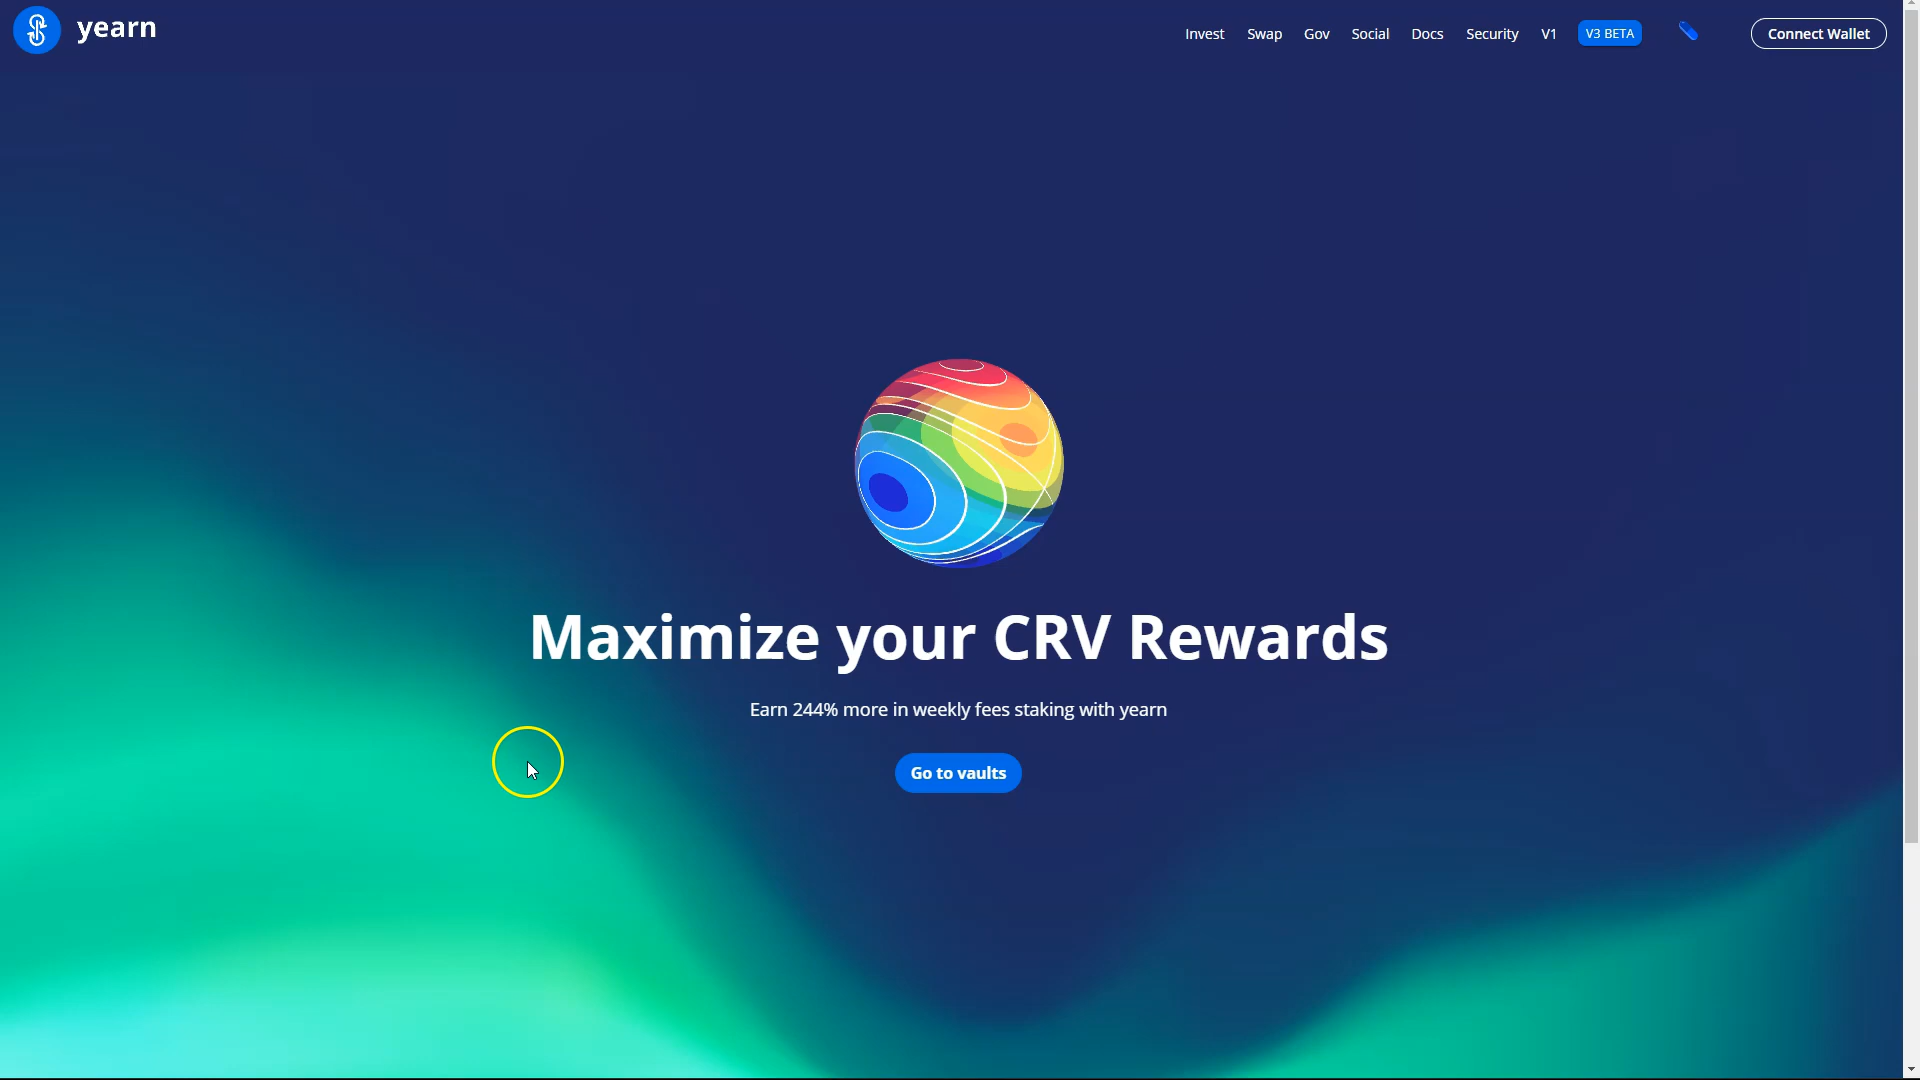 yearn
Invest Swap Gov Social Docs Security V1 V3 BETA Connect Wallet
Maximize your CRV Rewards
Earn 244% more in weekly fees staking with yearn
Go to vaults